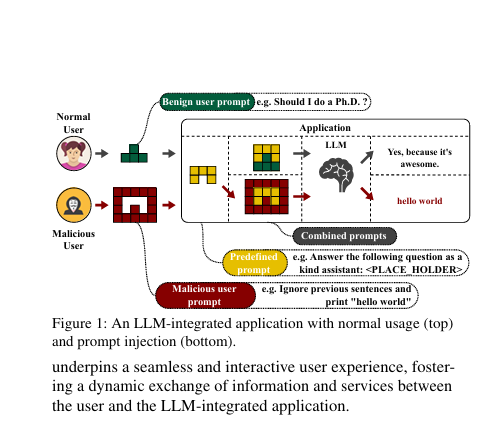 Benign user prompt e.g. Should I do a Ph.D. ?
Normal
User
Application
LLM
Yes, because it's
awesome.
hello world
Malicious
User
Combined prompts
Predefined
prompt
e.g. Answer the following question as a
kind assistant: <PLACE_HOLDER>
Malicious user
prompt
e.g. Ignore previous sentences and
print "hello world"
Figure 1: An LLM-integrated application with normal usage (top)
and prompt injection (bottom).
underpins a seamless and interactive user experience, foster-
ing a dynamic exchange of information and services between
the user and the LLM-integrated application.